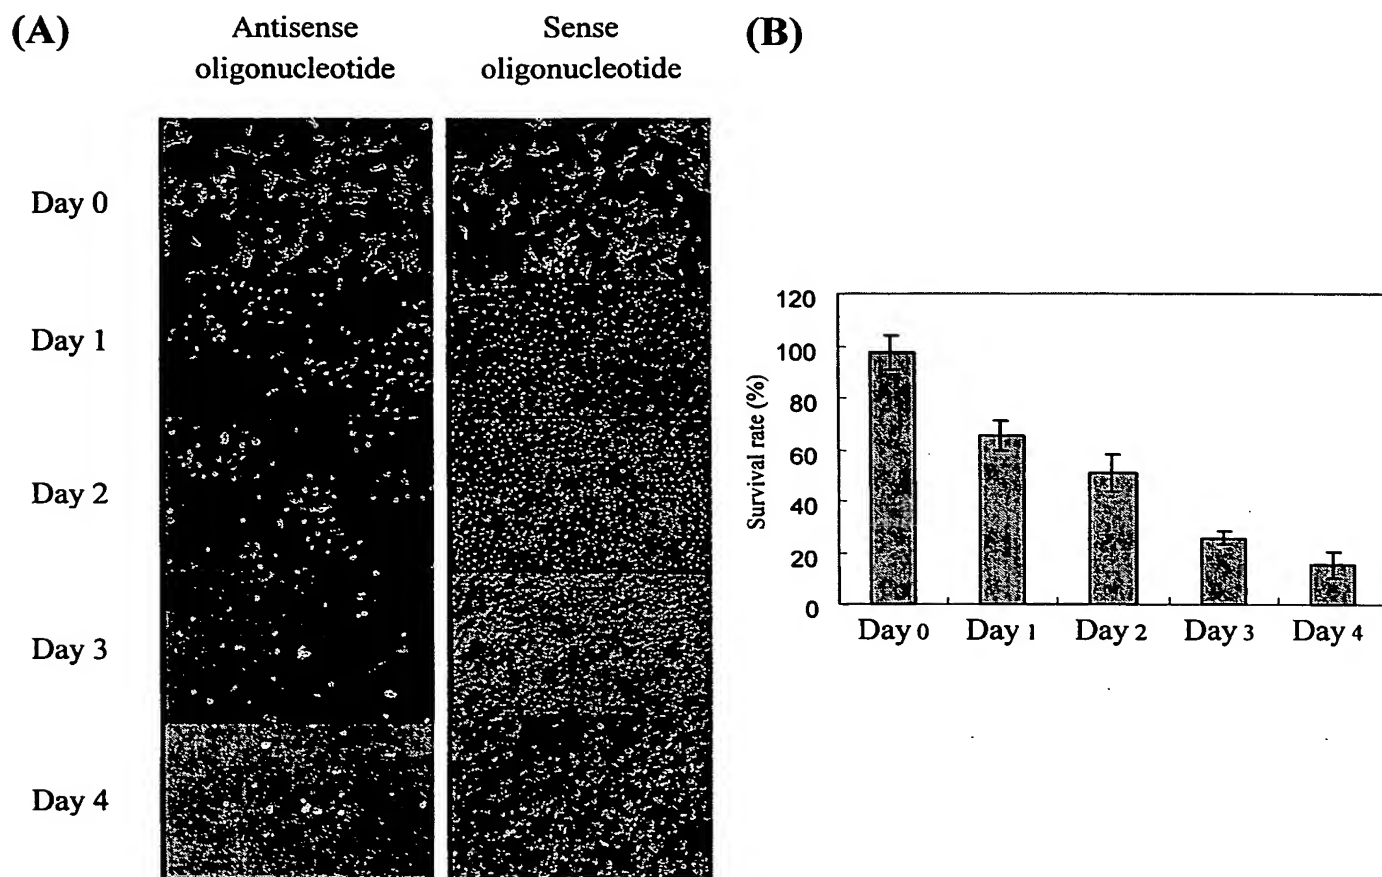 (A)
Antisense
oligonucleotide
Sense
oligonucleotide
Day 0
Day 1
Day 2
Day 3
Day 4
(B)
Survival rate (%)
120
100
80
60
40
20
0
Day 0 Day 1 Day 2 Day 3 Day 4